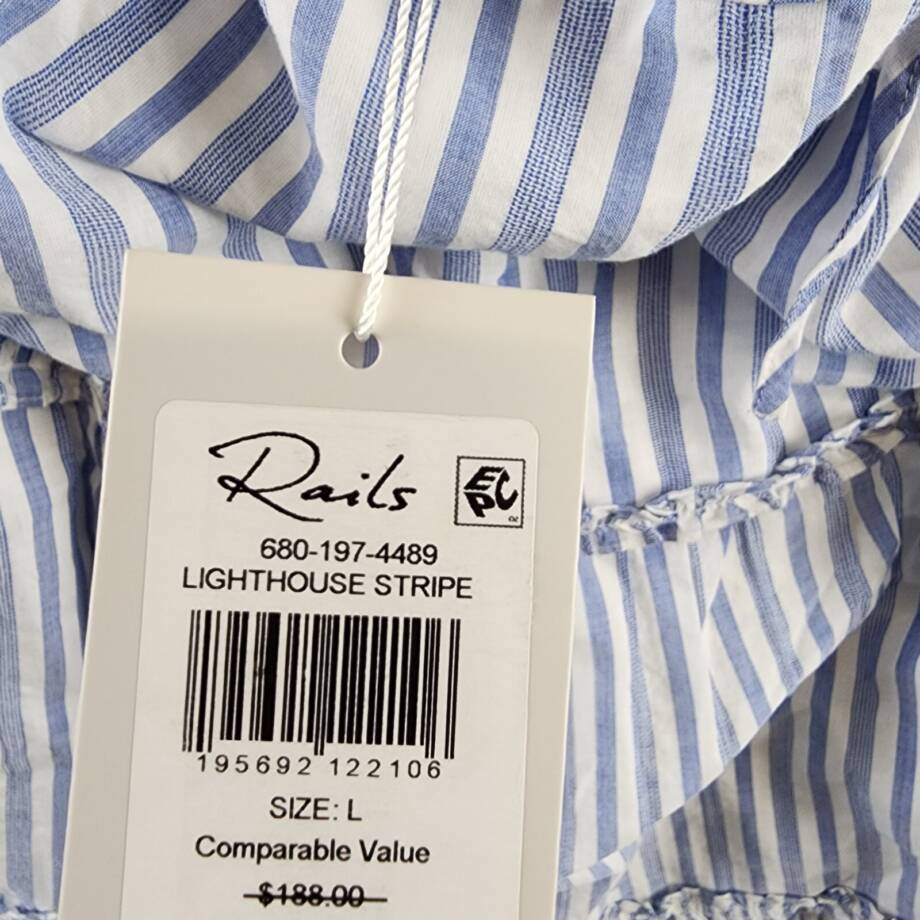 Rails
EPC
680-197-4489
LIGHTHOUSE STRIPE
195692 122106
SIZE: L
Comparable Value
$188.00